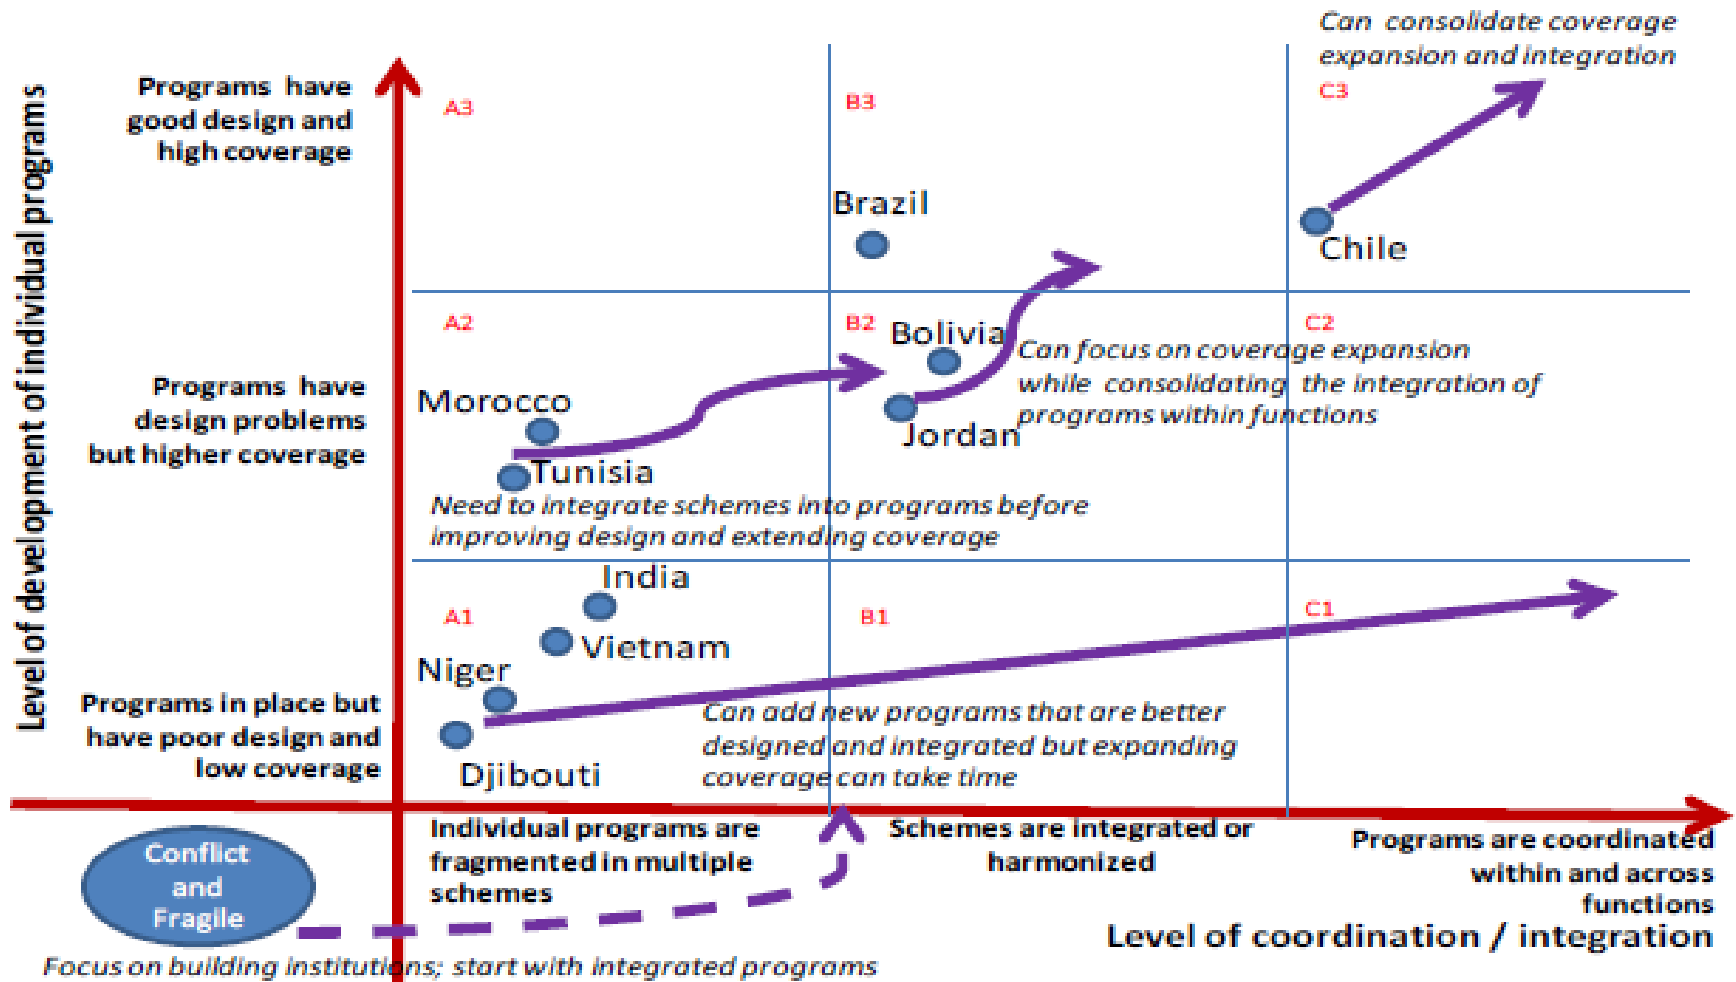 Can consolidate coverage
expansion and integration
Level of development of individual programs
Programs have
good design and
high coverage
A3
B3
C3
Brazil
Chile
Programs have
design problems
but higher coverage
A2
B2
C2
Bolivia
Can focus on coverage expansion
while consolidating the integration of
programs within functions
Morocco
Jordan
Tunisia
Need to integrate schemes into programs before
improving design and extending coverage
Programs in place but
have poor design and
low coverage
India
A1
B1
C1
Vietnam
Niger
Can add new programs that are better
designed and integrated but expanding
coverage can take time
Djibouti
Conflict
and
Fragile
Individual programs are
fragmented in multiple
schemes
Schemes are integrated or
harmonized
Programs are coordinated
within and across
functions
Level of coordination / integration
Focus on building institutions; start with integrated programs